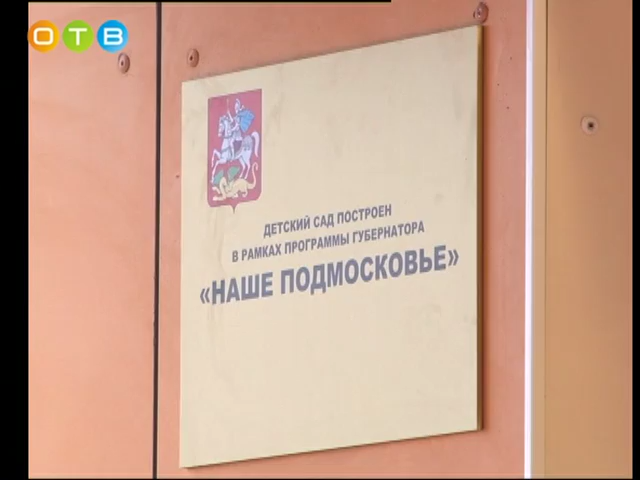 ОТВ
ДЕТСКИЙ САД ПОСТРОЕН
В РАМКАХ ПРОГРАММЫ ГУБЕРНАТОРА
«НАШЕ ПОДМОСКОВЬЕ»